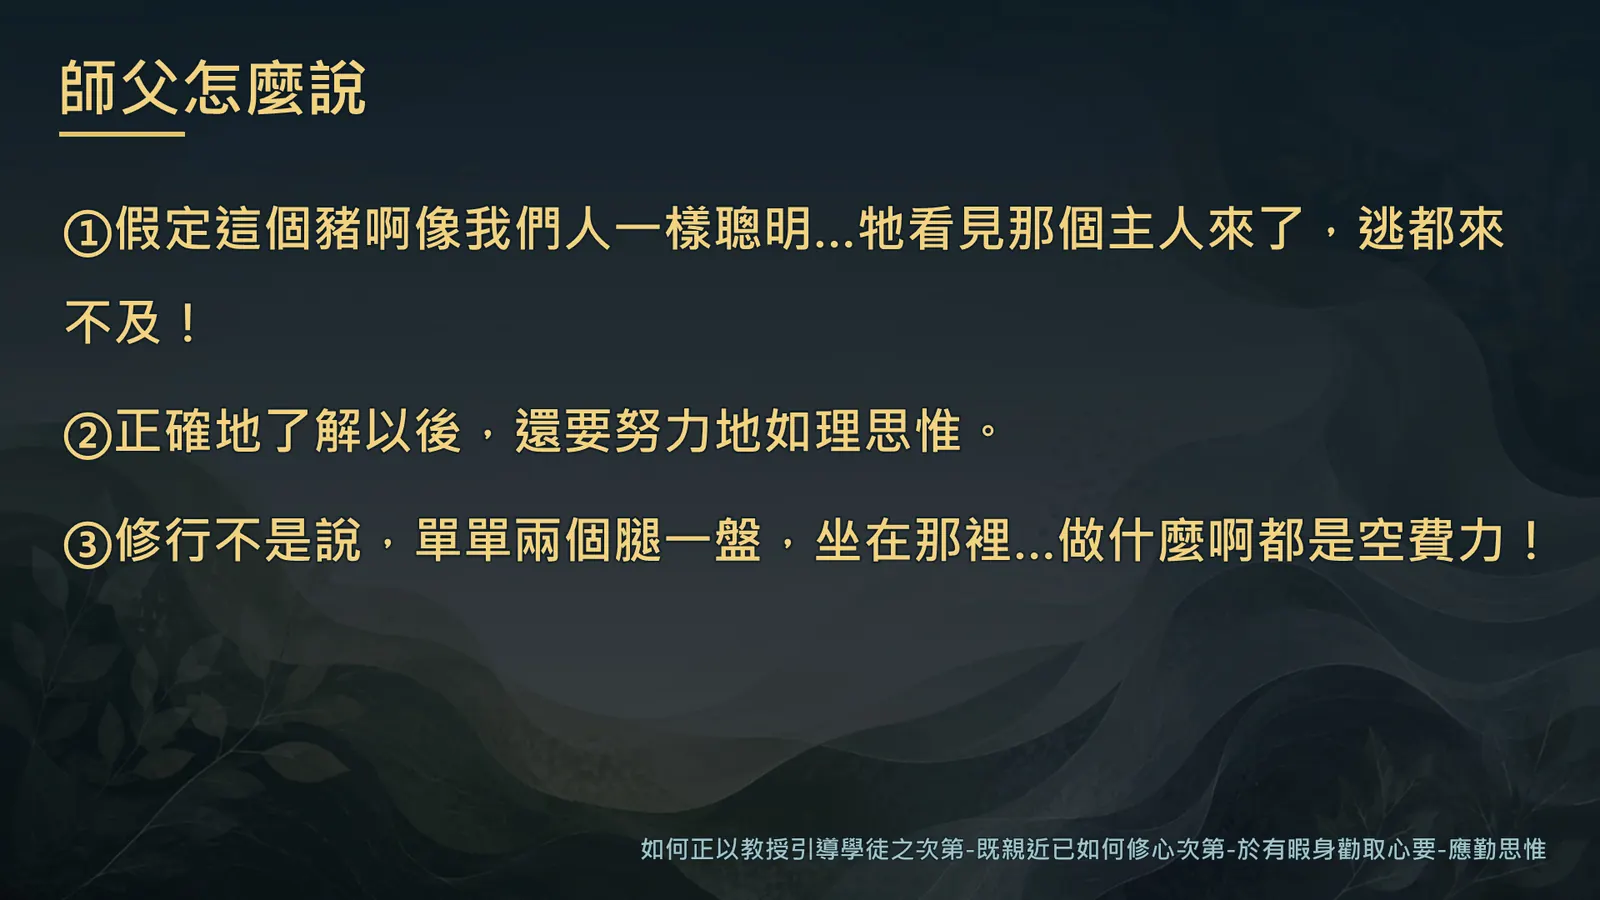 師父怎麼說
①假定這個豬啊像我們人一樣聰明...牠看見那個主人來了，逃都來
不及！
②正確地了解以後，還要努力地如理思惟。
③修行不是說，單單兩個腿一盤，坐在那裡...做什麼啊都是空費力！
如何正以教授引導學徒之次第-既親近已如何修心次第-於有暇身勸取心要-應勤思惟